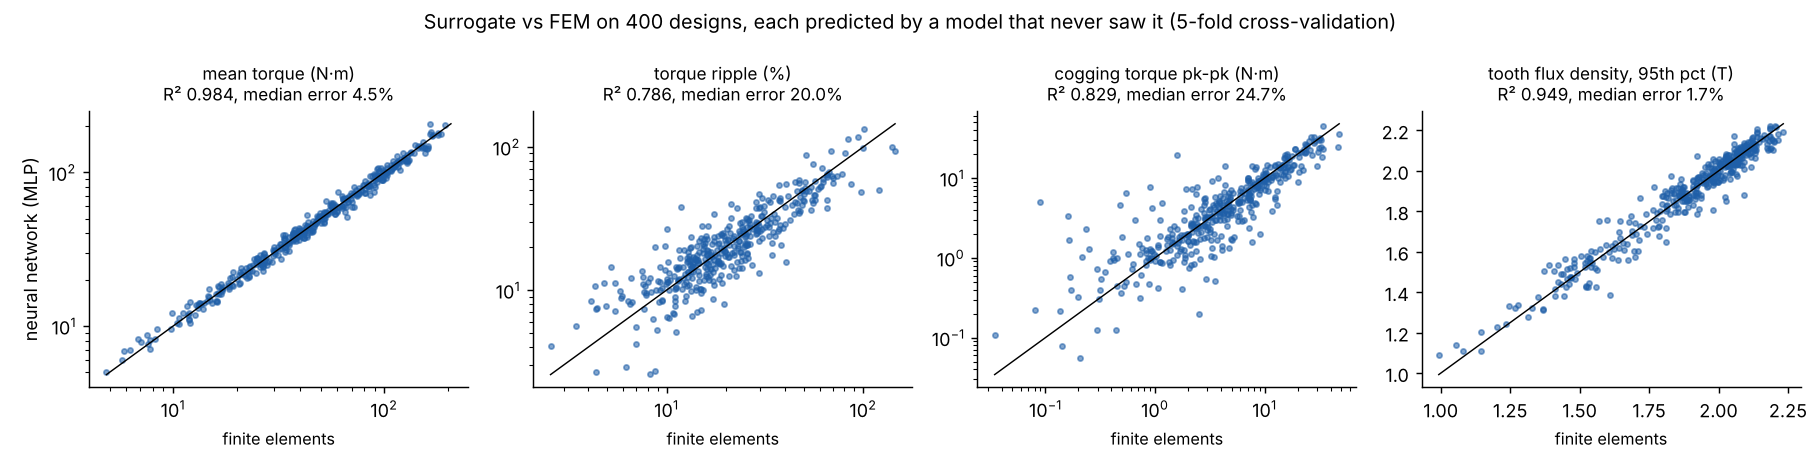 Surrogate vs FEM on 400 designs, each predicted by a model that never saw it (5-fold cross-validation)
mean torque (N·m)
R² 0.984, median error 4.5%
neural network (MLP)
10²
10¹
10¹ 10²
finite elements
torque ripple (%)
R² 0.786, median error 20.0%
10²
10¹
10¹ 10²
finite elements
cogging torque pk-pk (N·m)
R² 0.829, median error 24.7%
10¹
10⁰
10⁻¹
10⁻¹ 10⁰ 10¹
finite elements
tooth flux density, 95th pct (T)
R² 0.949, median error 1.7%
2.2
2.0
1.8
1.6
1.4
1.2
1.0
1.00 1.25 1.50 1.75 2.00 2.25
finite elements